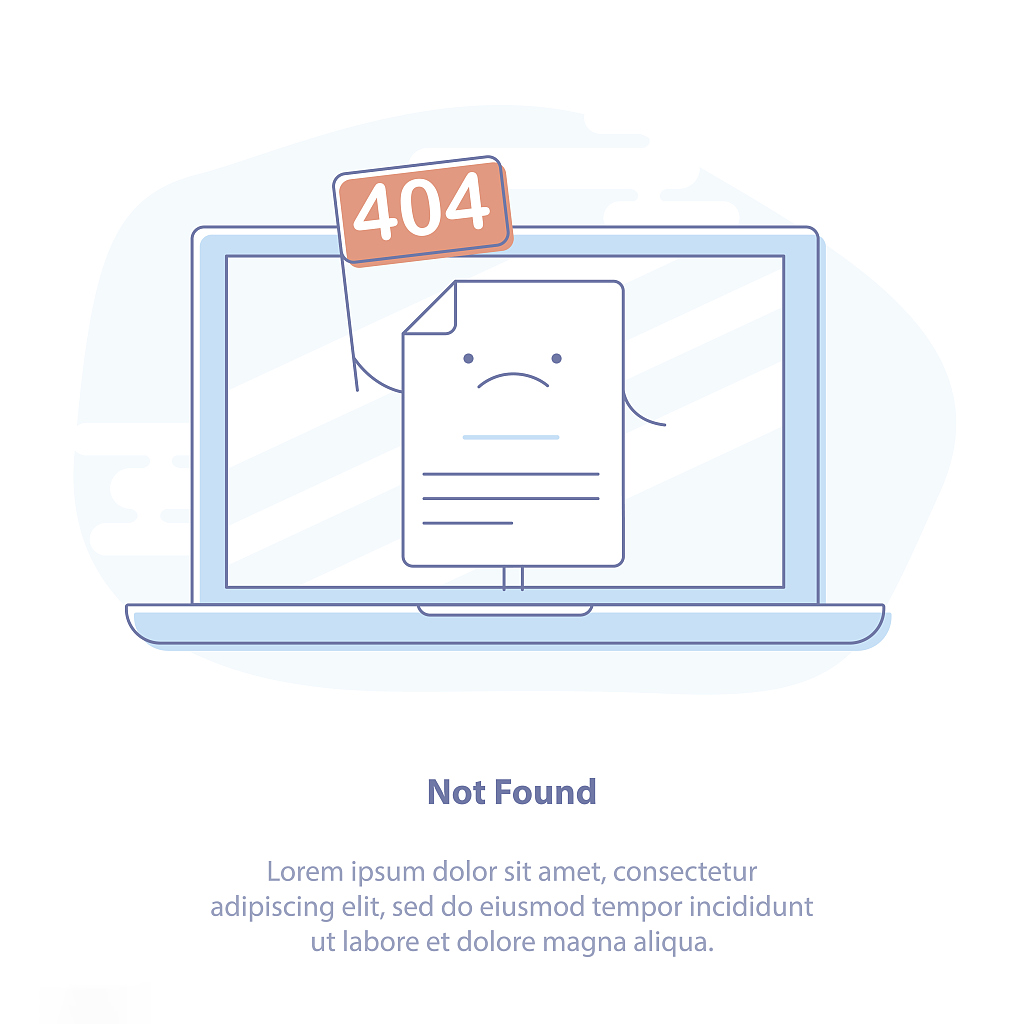 404
Not Found
Lorem ipsum dolor sit amet, consectetur
adipiscing elit, sed do eiusmod tempor incididunt
ut labore et dolore magna aliqua.